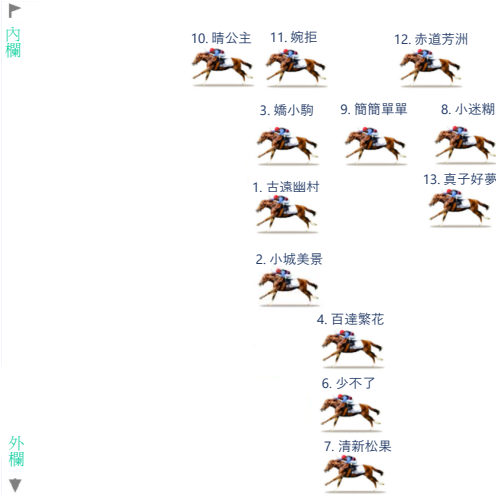 內欄
10. 晴公主
11. 婉拒
12. 赤道芳洲
3. 嬌小駒
9. 簡簡單單
8. 小迷糊
1. 古遠幽村
13. 真子好夢
2. 小城美景
4. 百達繁花
6. 少不了
7. 清新松果
外欄